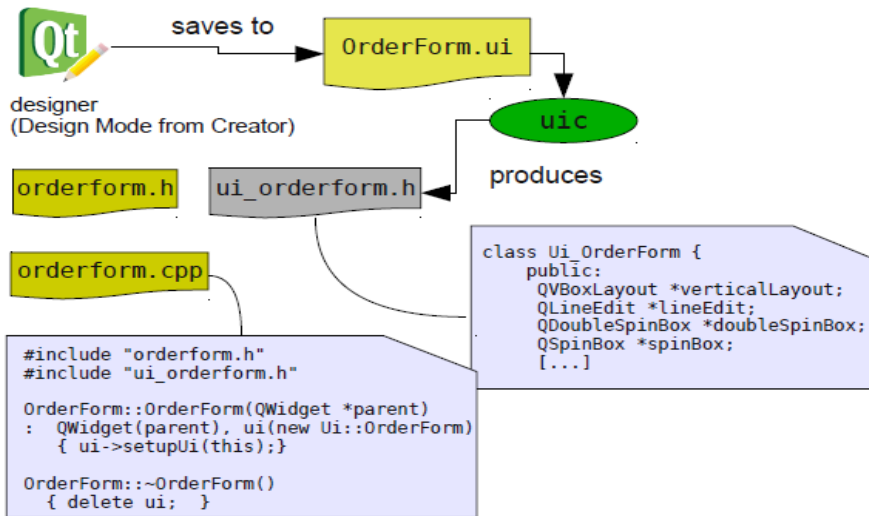 Qt
saves to
OrderForm.ui
designer
(Design Mode from Creator)
uic
produces
orderform.h
ui_orderform.h
orderform.cpp
class Ui_OrderForm {
public:
QVBoxLayout *verticalLayout;
QLineEdit *lineEdit;
QDoubleSpinBox *doubleSpinBox;
QSpinBox *spinBox;
[...]
#include "orderform.h"
#include "ui_orderform.h"
OrderForm::OrderForm(QWidget *parent)
: QWidget(parent), ui(new Ui::OrderForm)
{ ui->setupUi(this);}
OrderForm::~OrderForm()
{ delete ui; }